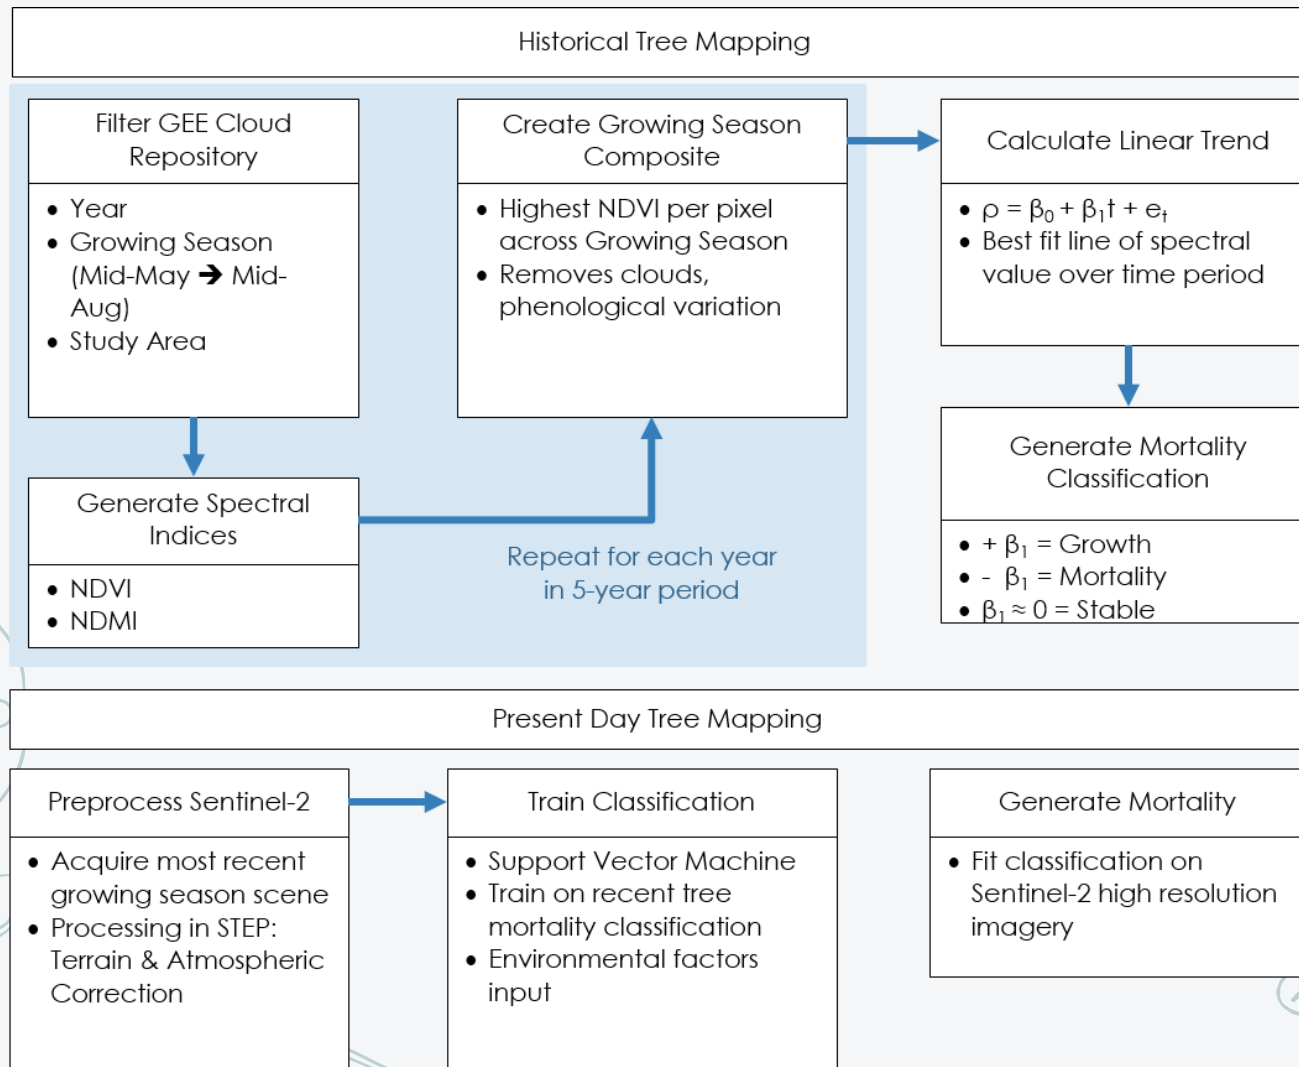 Historical Tree Mapping
Filter GEE Cloud
Repository
• Year
• Growing Season
(Mid-May ➔ Mid-
Aug)
• Study Area
Generate Spectral
Indices
• NDVI
• NDMI
Create Growing Season
Composite
• Highest NDVI per pixel
across Growing Season
• Removes clouds,
phenological variation
Repeat for each year
in 5-year period
Calculate Linear Trend
• ρ = β₀ + β₁t + eₜ
• Best fit line of spectral
value over time period
Generate Mortality
Classification
• + β₁ = Growth
• - β₁ = Mortality
• β₁ ≈ 0 = Stable
Present Day Tree Mapping
Preprocess Sentinel-2
• Acquire most recent
growing season scene
• Processing in STEP:
Terrain & Atmospheric
Correction
Train Classification
• Support Vector Machine
• Train on recent tree
mortality classification
• Environmental factors
input
Generate Mortality
• Fit classification on
Sentinel-2 high resolution
imagery